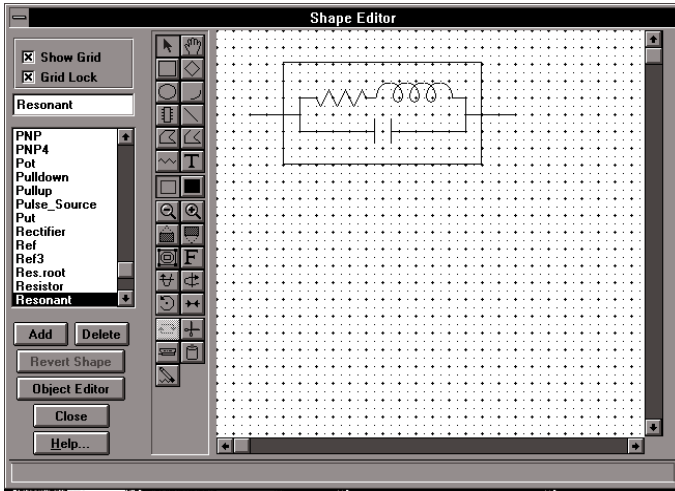 Shape Editor
Show Grid
Grid Lock
Resonant
PNP
PNP4
Pot
Pulldown
Pullup
Pulse_Source
Put
Rectifier
Ref
Ref3
Res.root
Resistor
Resonant
Add Delete
Revert Shape
Object Editor
Close
Help...
T
F